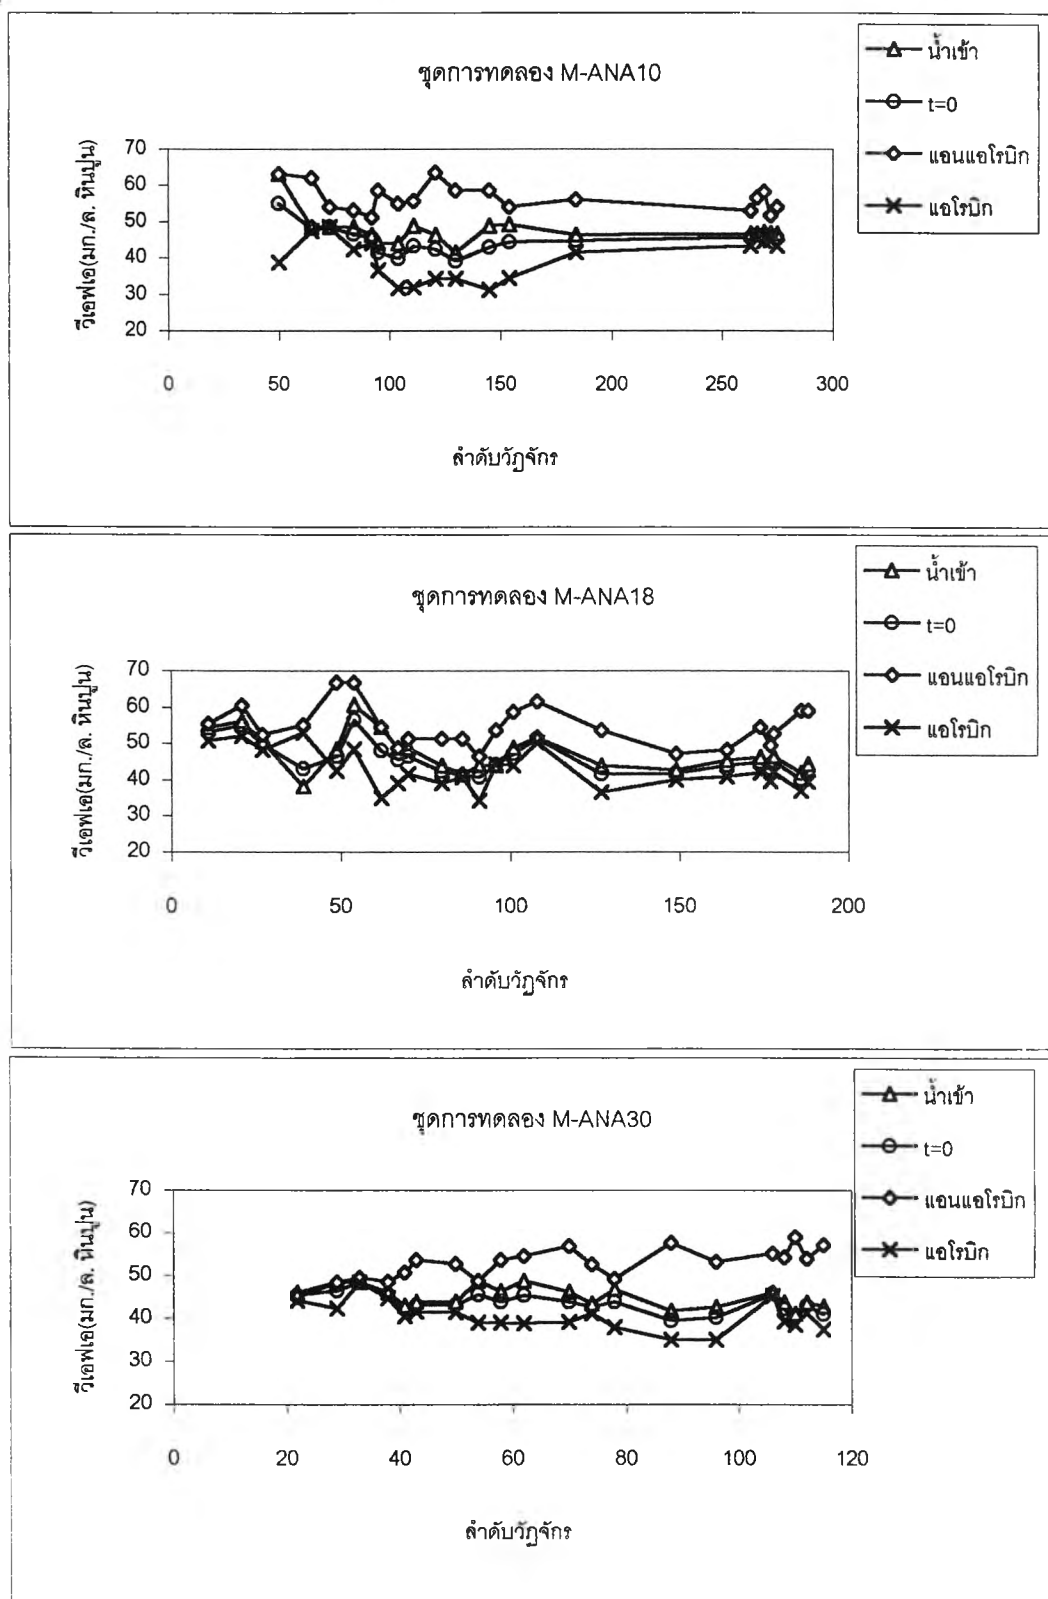 ชุดการทดลอง M-ANA10
น้ำเข้า
t=0
แอนแอโรบิก
แอโรบิก
วีเอฟเอ(มก./ล. หินปูน)
70
60
50
40
30
20
0 50 100 150 200 250 300
ลำดับวัฏจักร
ชุดการทดลอง M-ANA18
น้ำเข้า
t=0
แอนแอโรบิก
แอโรบิก
วีเอฟเอ(มก./ล. หินปูน)
70
60
50
40
30
20
0 50 100 150 200
ลำดับวัฏจักร
ชุดการทดลอง M-ANA30
น้ำเข้า
t=0
แอนแอโรบิก
แอโรบิก
วีเอฟเอ(มก./ล. หินปูน)
70
60
50
40
30
20
0 20 40 60 80 100 120
ลำดับวัฏจักร